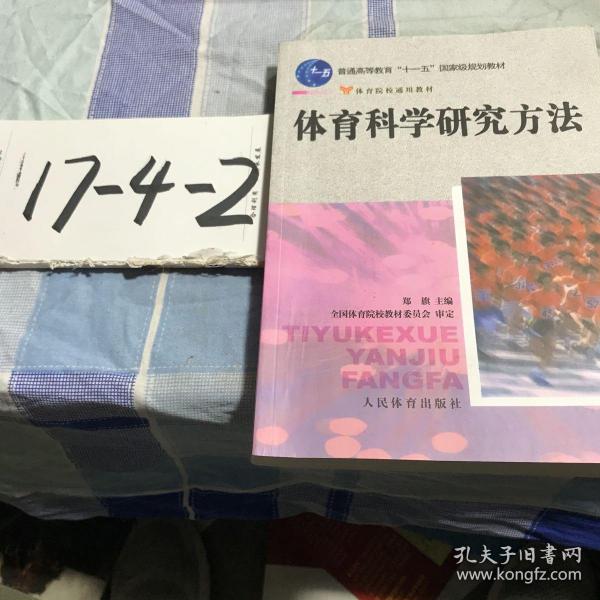 十一五
普通高等教育“十一五”国家级规划教材
体育院校通用教材
体育科学研究方法
17-4-2
郑旗 主编
全国体育院校教材委员会 审定
TIYUKEXUE
YANJIU
FANGFA
人民体育出版社
孔夫子旧书网
www.kongfz.com